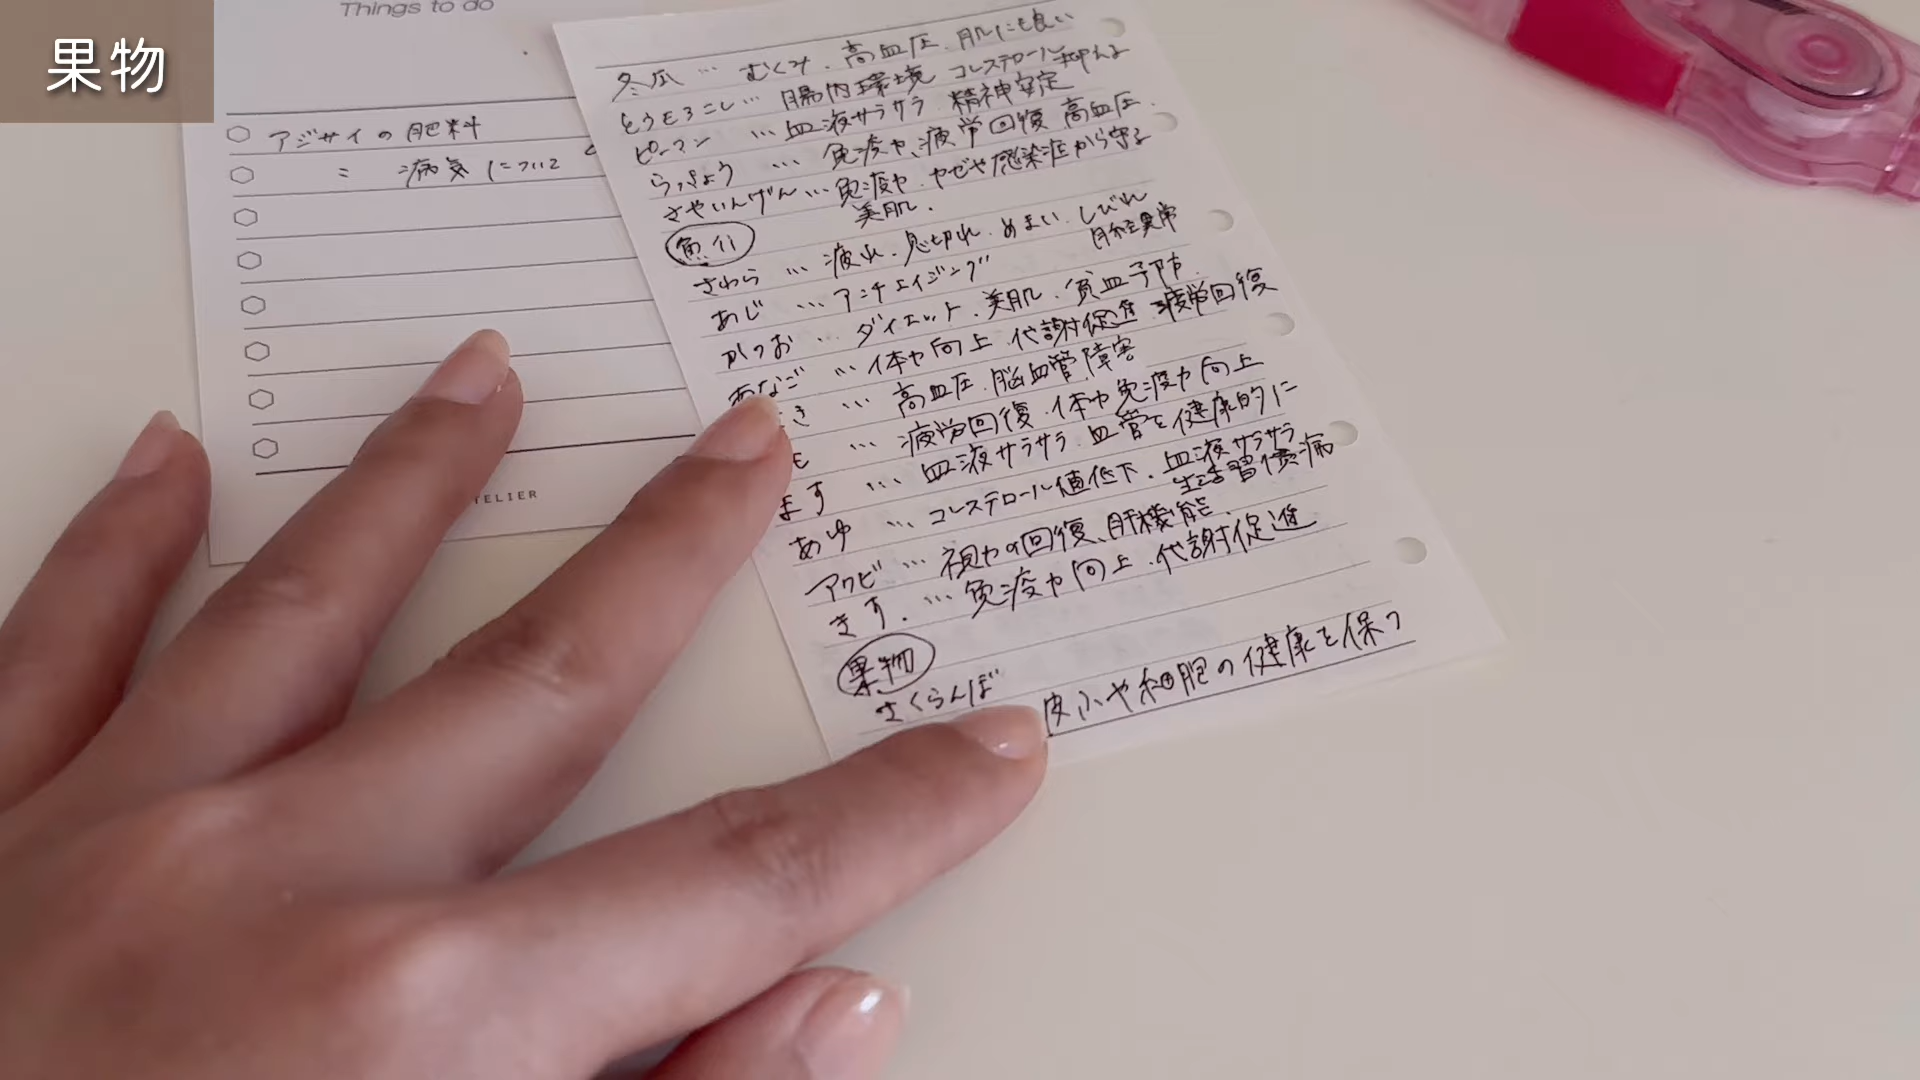 果物
Things to do
アジサイの肥料
〃 病気について
TELIER
冬瓜 … むくみ、高血圧、肌にも良い
とうもろこし… 腸内環境 コレステロール抑える
ピーマン … 血液サラサラ 精神安定
らっきょう … 免疫力、疲労回復 高血圧、
さやいんげん … 免疫力、カゼや感染症から守る
美肌、
魚介
さわら … 疲れ、息切れ、めまい、しびれ
月経異常
あじ … アンチエイジング
かつお … ダイエット、美肌、貧血予防、
あなご … 体力向上、代謝促進 疲労回復
き … 高血圧、脳血管障害
も … 疲労回復、体力免疫力向上
ます … 血液サラサラ、血管を健康的に
あゆ … コレステロール値低下、血液サラサラ
生活習慣病
アワビ … 視力の回復、肝機能、
きす、… 免疫力向上、代謝促進
果物
さくらんぼ 皮ふや細胞の健康を保つ